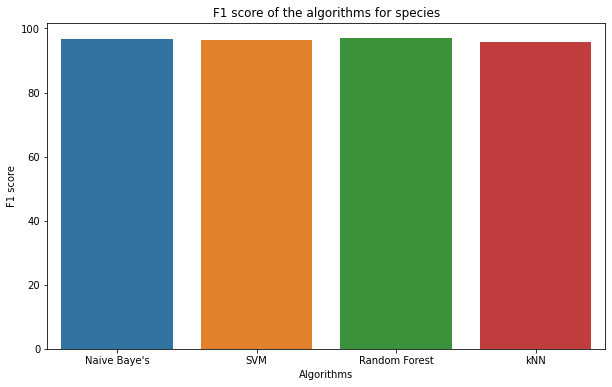 F1 score of the algorithms for species
100
80
60
40
20
0
F1 score
Naive Baye's
SVM
Random Forest
kNN
Algorithms